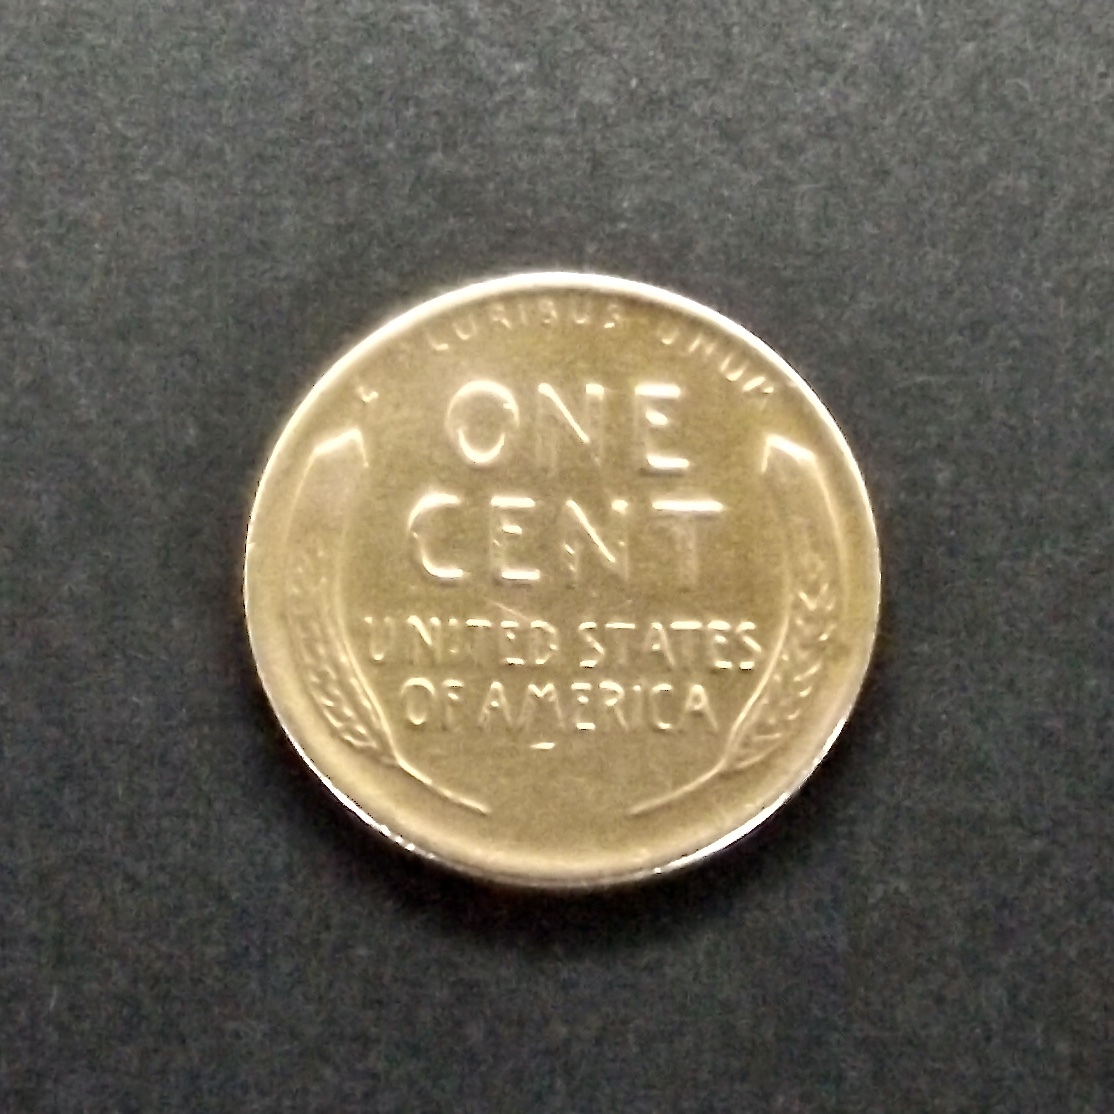 E PLURIBUS UNUM
ONE
CENT
UNITED STATES
OF AMERICA